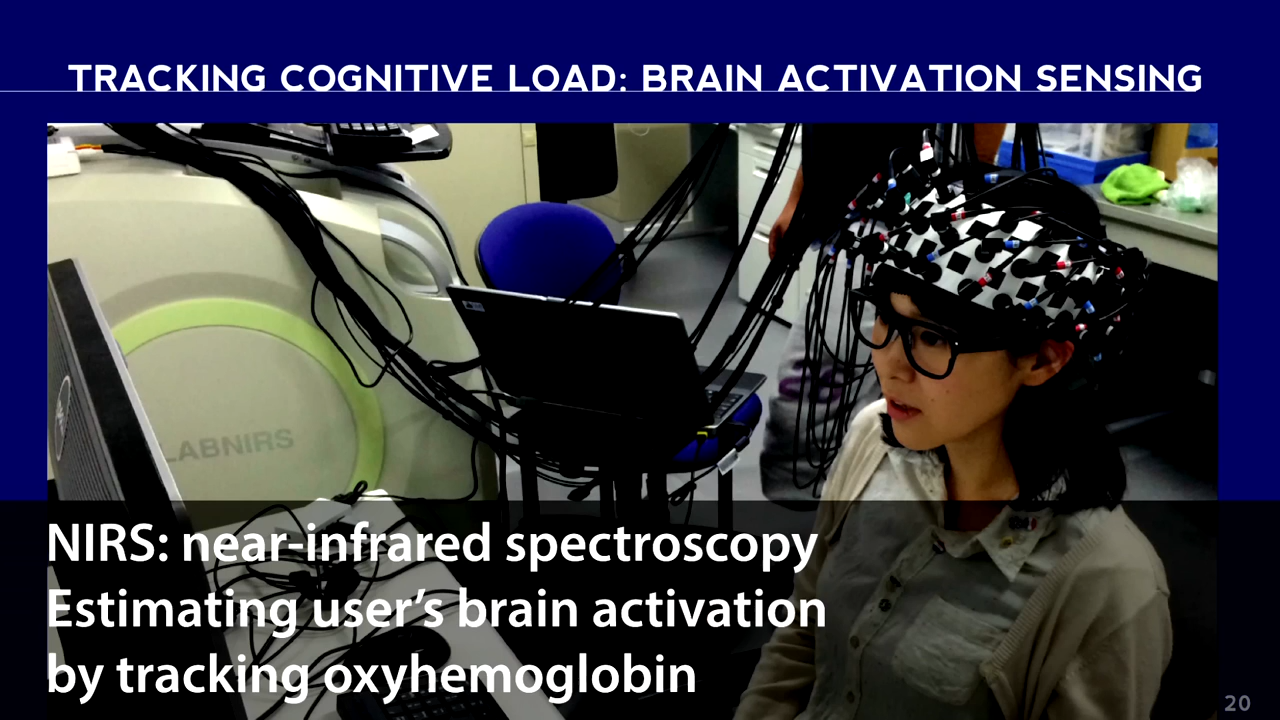 TRACKING COGNITIVE LOAD: BRAIN ACTIVATION SENSING
LABNIRS
NIRS: near-infrared spectroscopy
Estimating user’s brain activation
by tracking oxyhemoglobin
20